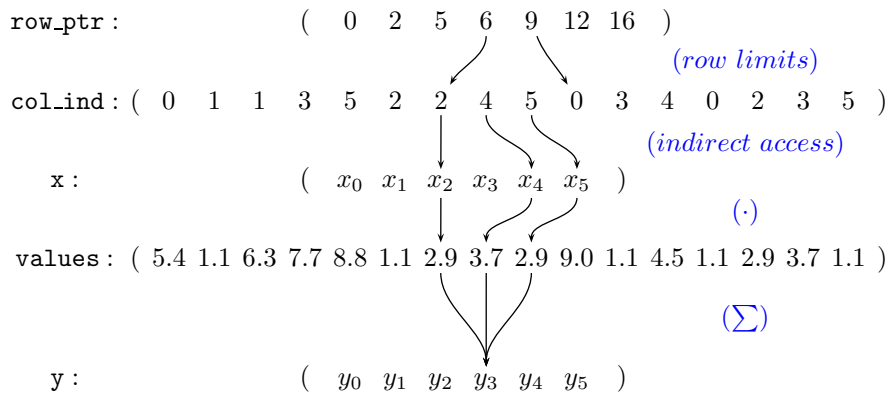 row_ptr : ( 0 2 5 6 9 12 16 )
(row limits)
col_ind : ( 0 1 1 3 5 2 2 4 5 0 3 4 0 2 3 5 )
(indirect access)
x : ( x₀ x₁ x₂ x₃ x₄ x₅ )
(·)
values : ( 5.4 1.1 6.3 7.7 8.8 1.1 2.9 3.7 2.9 9.0 1.1 4.5 1.1 2.9 3.7 1.1 )
(∑)
y : ( y₀ y₁ y₂ y₃ y₄ y₅ )